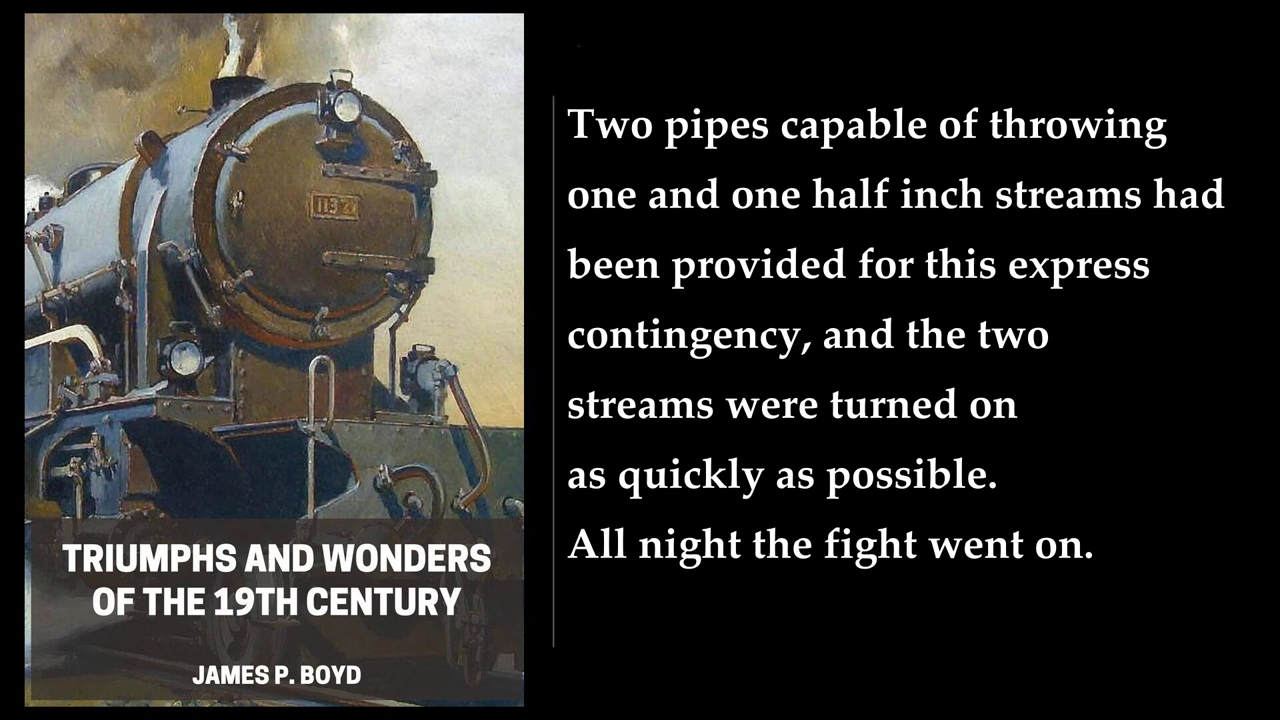 1132
TRIUMPHS AND WONDERS
OF THE 19TH CENTURY
JAMES P. BOYD
Two pipes capable of throwing
one and one half inch streams had
been provided for this express
contingency, and the two
streams were turned on
as quickly as possible.
All night the fight went on.